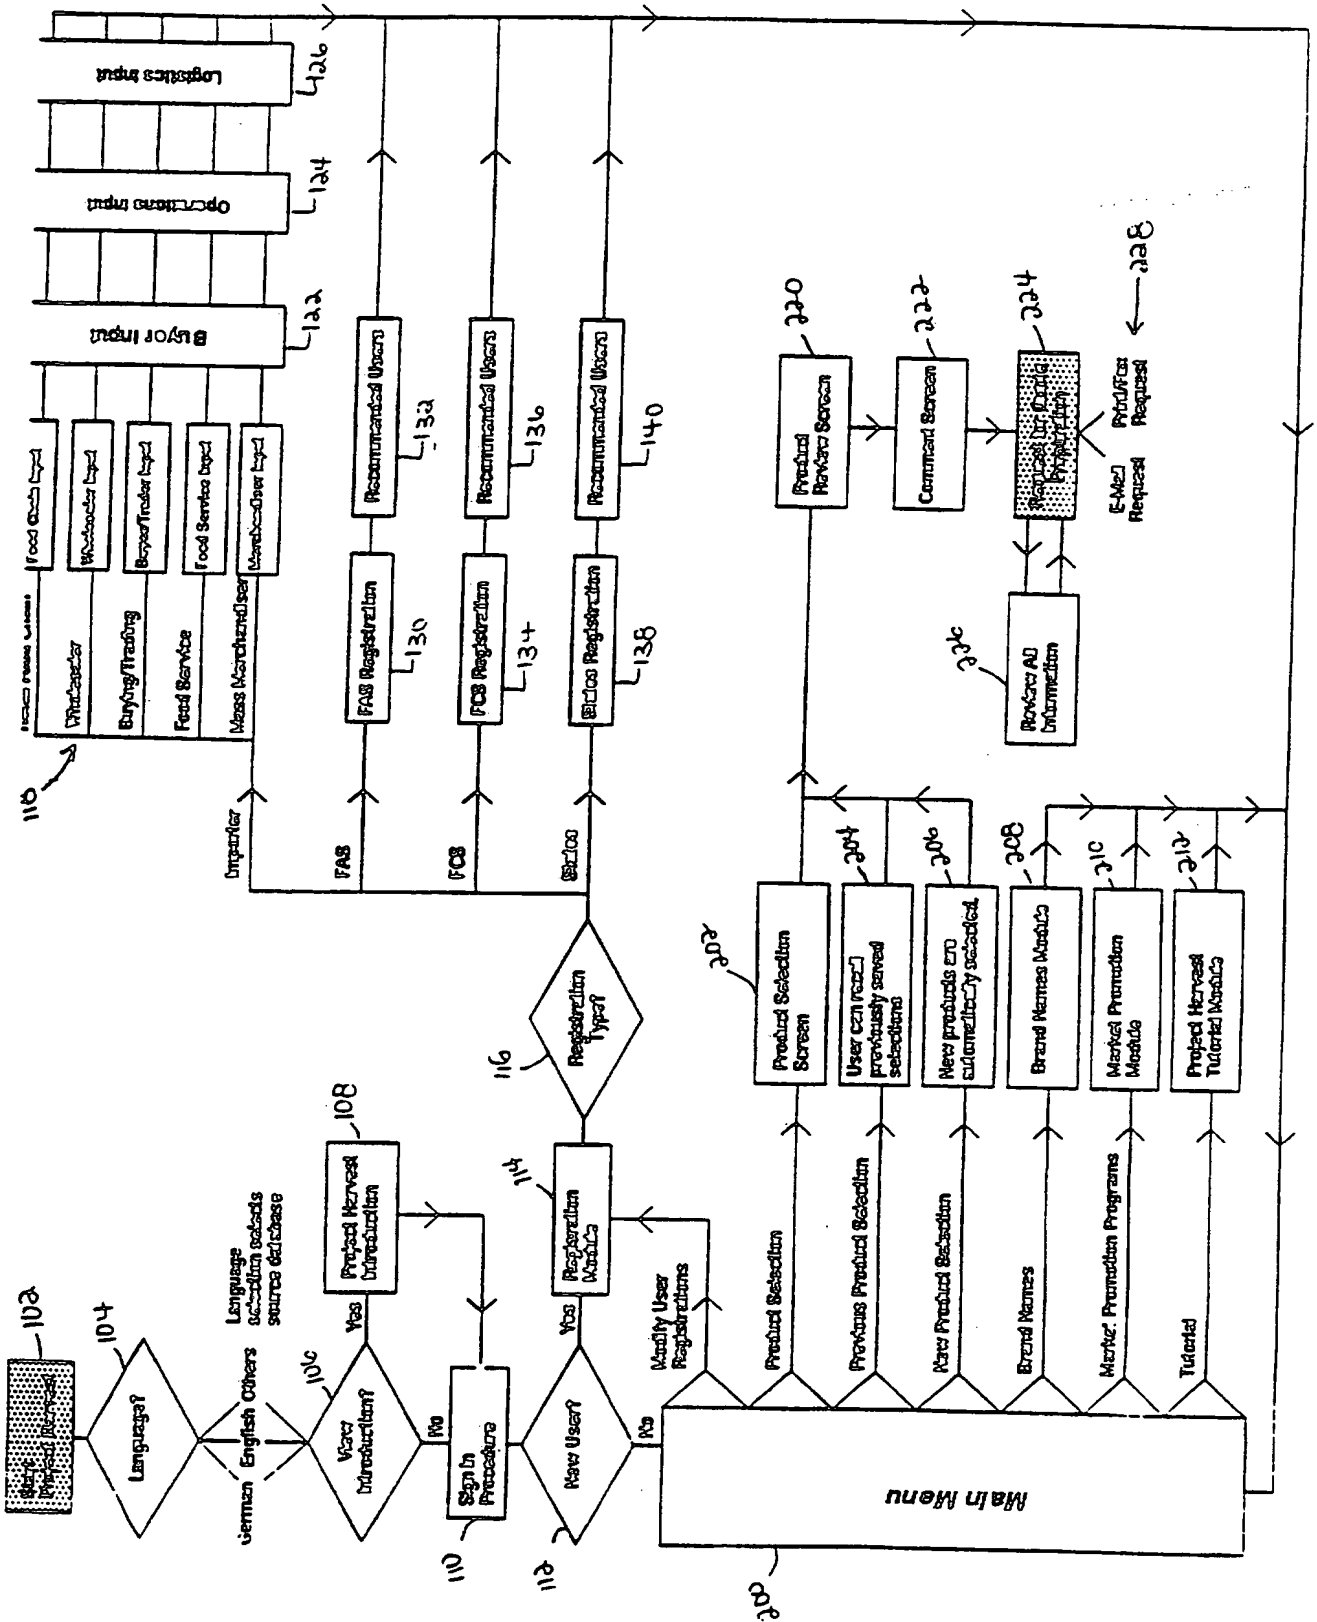 102
Start
Project Harvest
104
Language?
German English Others
Language
selection selects
source database
106
View
Introduction?
Yes
No
Project Harvest
Introduction
108
Sign In
Procedure
110
New User?
112
Yes
No
Registration
Module
114
Registration
Type?
116
Importer
FAS
FCS
118
Wholesaler
Buying/Trading
Food Service
Mass Merchandiser
Wholesaler Input
Buyer/Trader Input
Food Service Input
Merchandiser Input
Buyer Input
122
Operations Input
124
Logistics Input
126
FAS Registration
130
Recommended Users
132
FCS Registration
134
Recommended Users
136
Registration
138
Recommended Users
140
Main Menu
200
Modify User
Registrations
Product Selection
Previous Product Selection
New Product Selection
Brand Names
Market Promotion Programs
Tutorial
Product Selection
Screen
202
User can recall
previously saved
selections
204
New products are
automatically selected.
206
Brand Names Module
208
Market Promotion
Module
210
Project Harvest
Tutorial Module
212
Product
Review Screen
220
Comment Screen
222
Request for
224
Review All
Information
226
E-Mail
Request
Print/Fax
Request
228